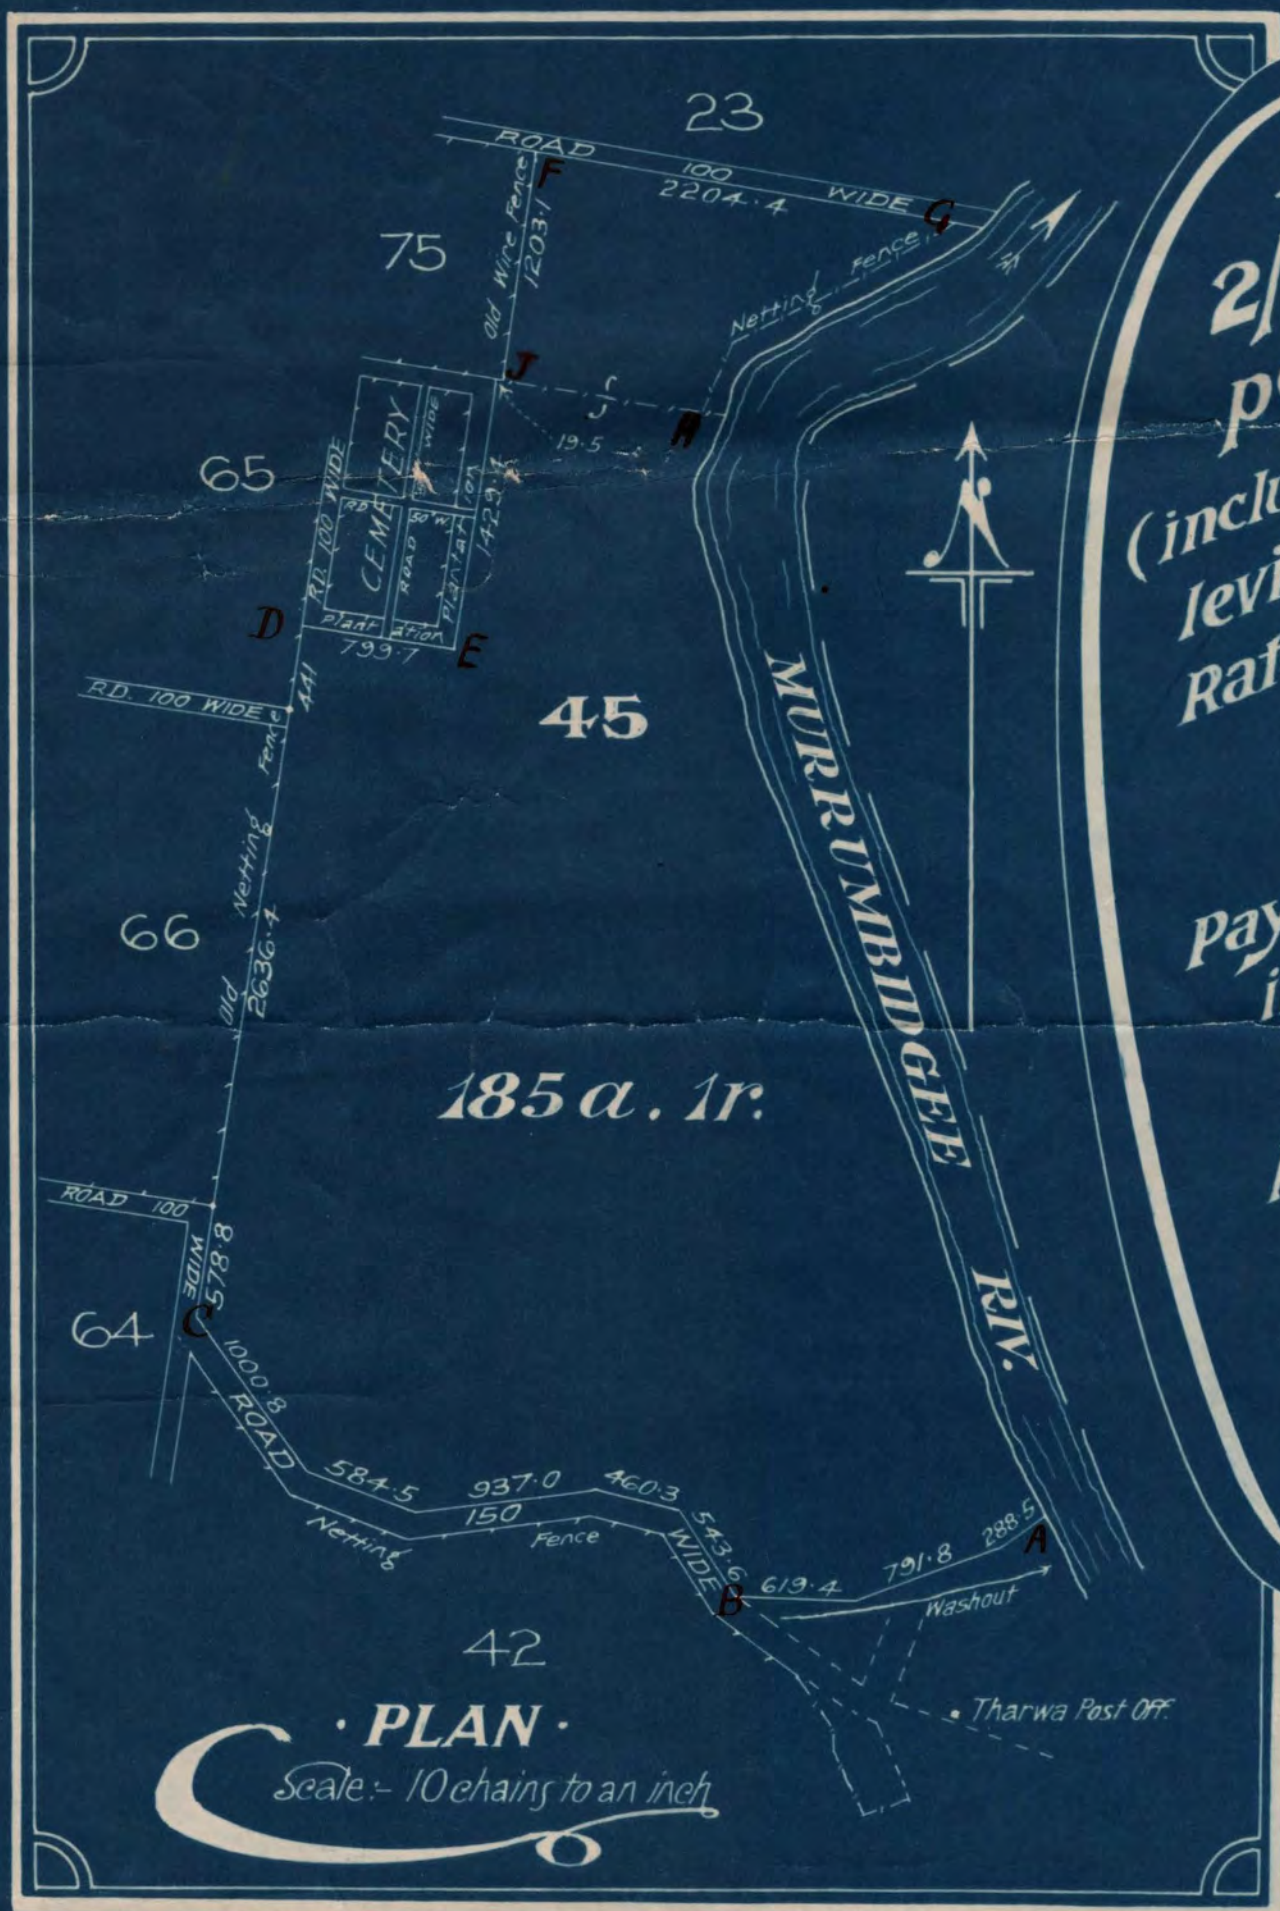 23
ROAD 100 WIDE
2204.4
F
G
75
Old Wire Fence
1203.1
Netting Fence
J
H
19.5
65
RD. 100 WIDE
CEMETERY
WIDE
RD
50 W
ROAD
Plantation
1429.4
D
Plantation
799.7
E
RD. 100 WIDE
441
45
MURRUMBIDGEE RIV.
66
Old Netting Fence
2636.4
185a. 1r.
ROAD 100 WIDE
578.8
C
64
1000.8
ROAD
584.5
937.0
460.3
150
Netting Fence
543.6
WIDE
B
619.4
791.8
288.5
A
Washout
42
• Tharwa Post Off.
· PLAN ·
Scale:- 10 chains to an inch
2/
(inclu
levi
Rat
Pay
i